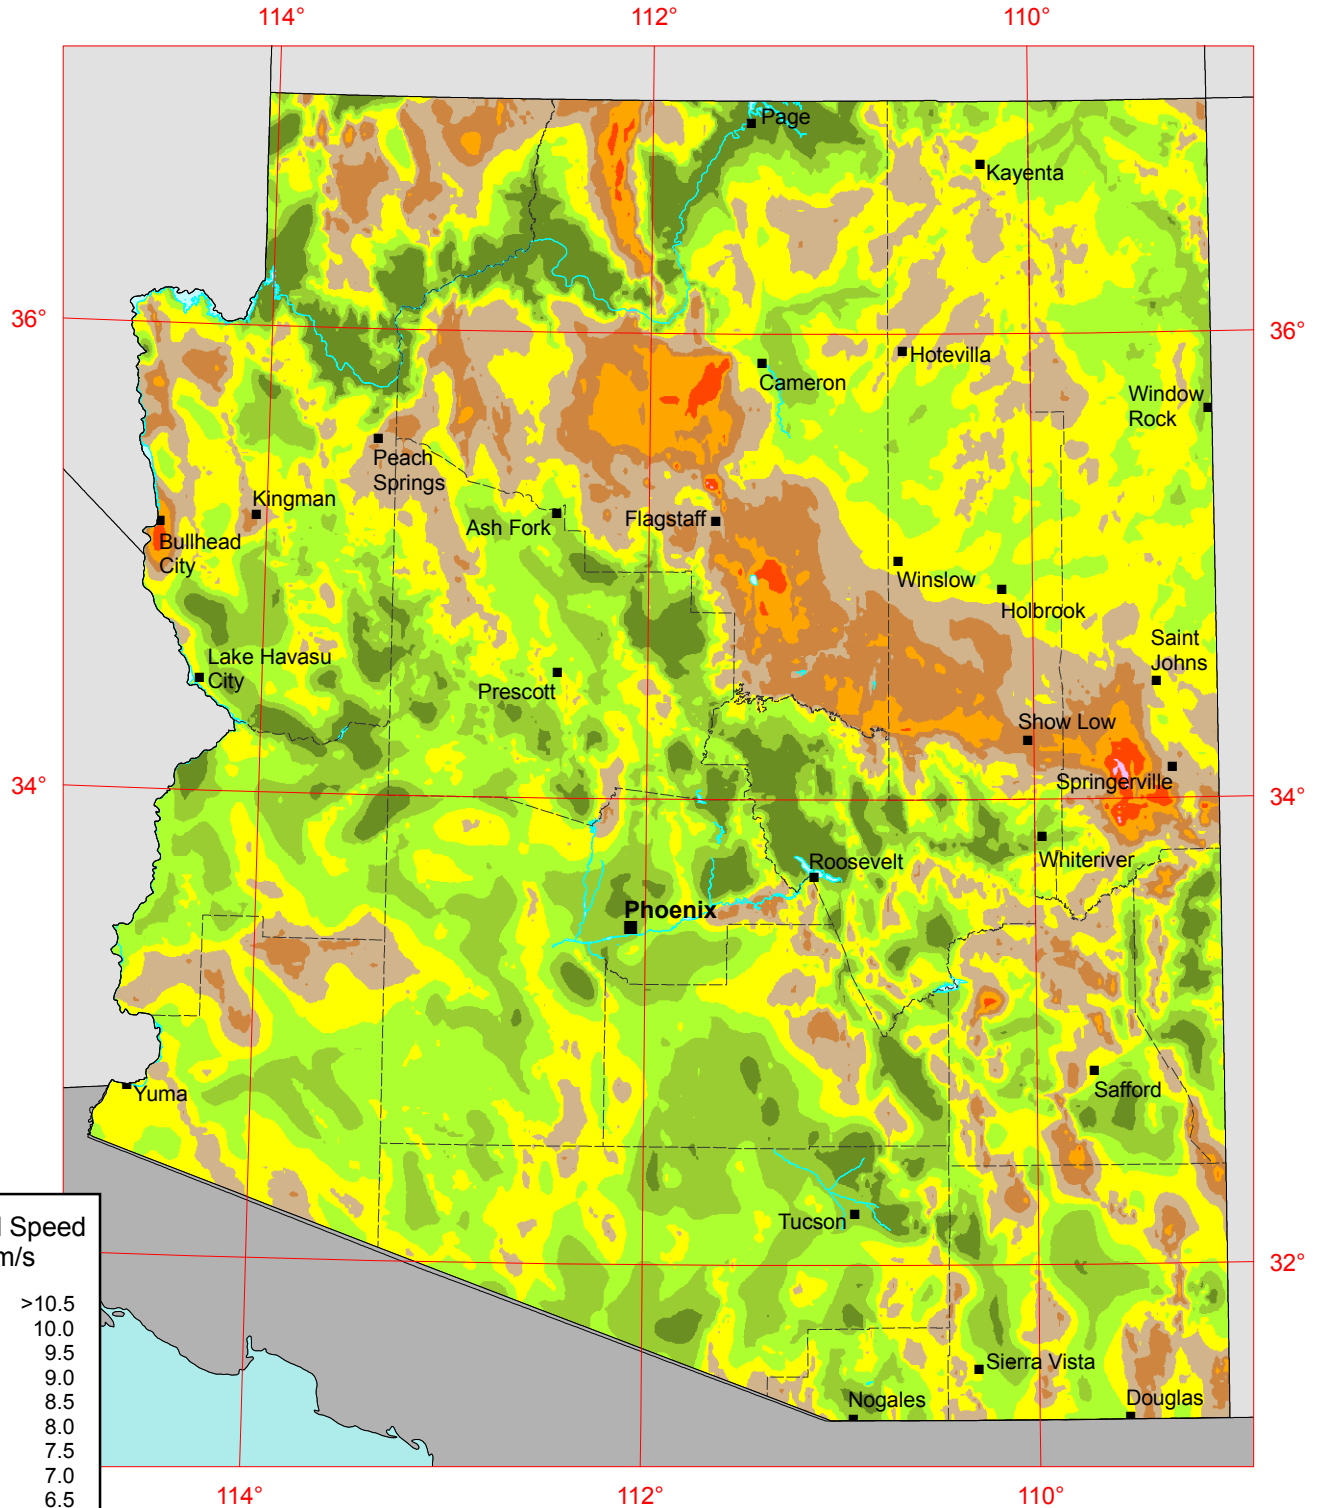 114°
112°
110°
Page
Kayenta
36°
36°
Hotevilla
Cameron
Window
Rock
Peach
Springs
Kingman
Ash Fork
Flagstaff
Bullhead
City
Winslow
Holbrook
Saint
Johns
Lake Havasu
City
Prescott
Show Low
Springerville
34°
34°
Whiteriver
Roosevelt
Phoenix
Safford
Yuma
Tucson
Speed
m/s
32°
>10.5
10.0
9.5
9.0
8.5
8.0
7.5
7.0
6.5
Sierra Vista
Nogales
Douglas
114°
112°
110°